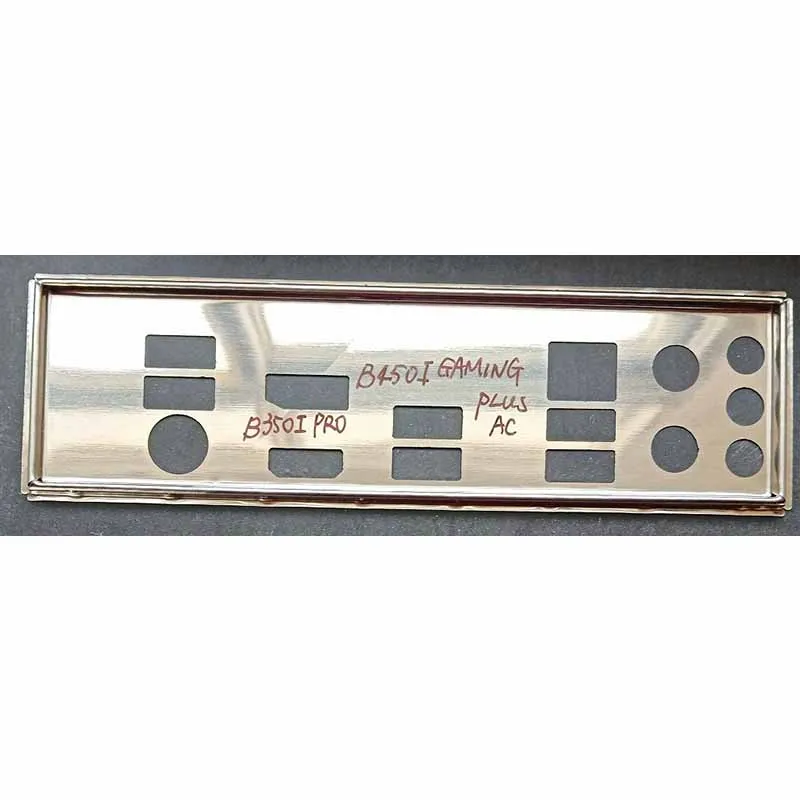 B450I GAMING
PLUS
AC
B350I PRO